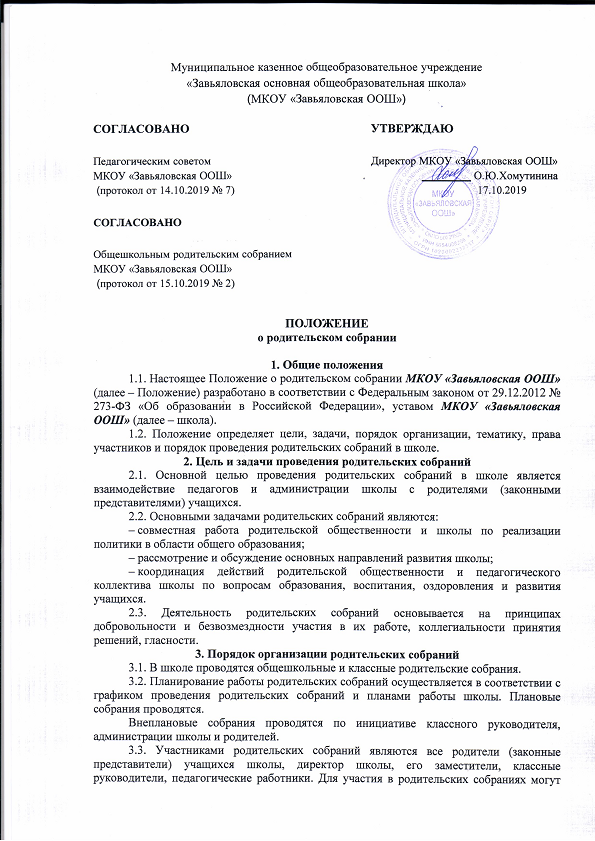 Муниципальное казенное общеобразовательное учреждение
«Завьяловская основная общеобразовательная школа»
(МКОУ «Завьяловская ООШ»)
СОГЛАСОВАНО
Педагогическим советом
МКОУ «Завьяловская ООШ»
(протокол от 14.10.2019 № 7)
СОГЛАСОВАНО
Общешкольным родительским собранием
МКОУ «Завьяловская ООШ»
(протокол от 15.10.2019 № 2)
УТВЕРЖДАЮ
Директор МКОУ «Завьяловская ООШ»
О.Ю.Хомутинина
17.10.2019
МКОУ
«ЗАВЬЯЛОВСКАЯ
ООШ»
ПОЛОЖЕНИЕ
о родительском собрании
1. Общие положения
1.1. Настоящее Положение о родительском собрании МКОУ «Завьяловская ООШ»
(далее – Положение) разработано в соответствии с Федеральным законом от 29.12.2012 №
273-ФЗ «Об образовании в Российской Федерации», уставом МКОУ «Завьяловская
ООШ» (далее – школа).
1.2. Положение определяет цели, задачи, порядок организации, тематику, права
участников и порядок проведения родительских собраний в школе.
2. Цель и задачи проведения родительских собраний
2.1. Основной целью проведения родительских собраний в школе является
взаимодействие педагогов и администрации школы с родителями (законными
представителями) учащихся.
2.2. Основными задачами родительских собраний являются:
– совместная работа родительской общественности и школы по реализации
политики в области общего образования;
– рассмотрение и обсуждение основных направлений развития школы;
– координация действий родительской общественности и педагогического
коллектива школы по вопросам образования, воспитания, оздоровления и развития
учащихся.
2.3. Деятельность родительских собраний основывается на принципах
добровольности и безвозмездности участия в их работе, коллегиальности принятия
решений, гласности.
3. Порядок организации родительских собраний
3.1. В школе проводятся общешкольные и классные родительские собрания.
3.2. Планирование работы родительских собраний осуществляется в соответствии с
графиком проведения родительских собраний и планами работы школы. Плановые
собрания проводятся.
Внеплановые собрания проводятся по инициативе классного руководителя,
администрации школы и родителей.
3.3. Участниками родительских собраний являются все родители (законные
представители) учащихся школы, директор школы, его заместители, классные
руководители, педагогические работники. Для участия в родительских собраниях могут